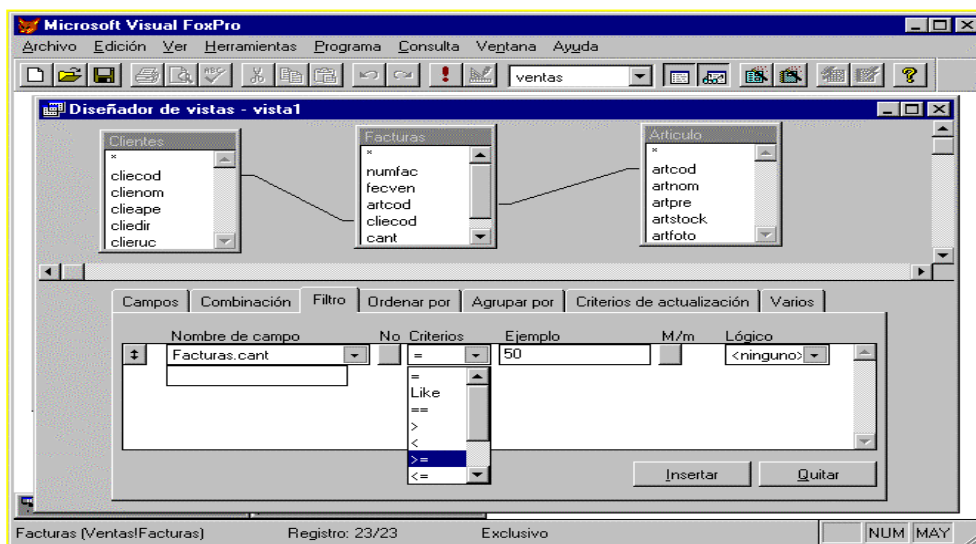 Microsoft Visual FoxPro
Archivo Edición Ver Herramientas Programa Consulta Ventana Ayuda
ABC ventas
Diseñador de vistas - vista1
Clientes
*
cliecod
clienom
clieape
cliedir
clieruc
Facturas
*
numfac
fecven
artcod
cliecod
cant
Articulo
*
artcod
artnom
artpre
artstock
artfoto
Campos Combinación Filtro Ordenar por Agrupar por Criterios de actualización Varios
Nombre de campo No Criterios Ejemplo M/m Lógico
Facturas.cant = 50 <ninguno>
=
Like
==
>
<
>=
<=
Insertar Quitar
Facturas (Ventas!Facturas) Registro: 23/23 Exclusivo NUM MAY